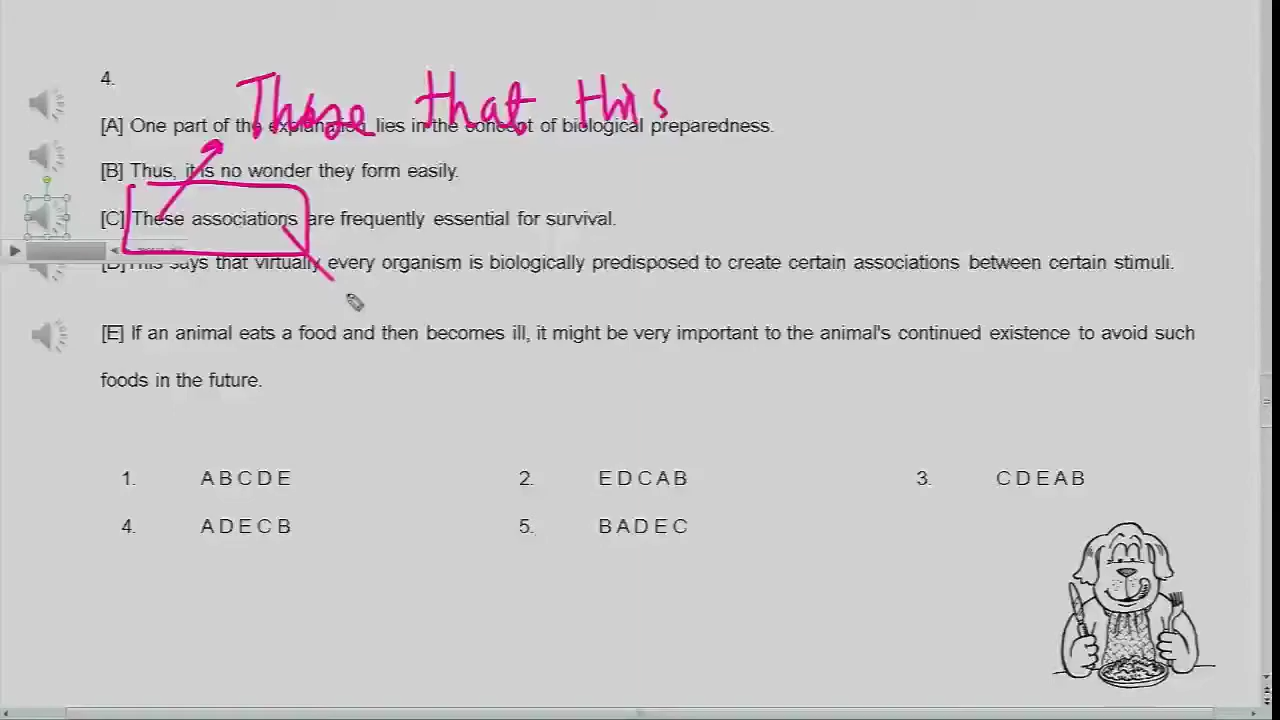 4.
These that this
[A] One part of the explanation lies in the concept of biological preparedness.
[B] Thus, it is no wonder they form easily.
[C] These associations are frequently essential for survival.
[D] This says that virtually every organism is biologically predisposed to create certain associations between certain stimuli.
[E] If an animal eats a food and then becomes ill, it might be very important to the animal's continued existence to avoid such
foods in the future.
1. A B C D E 2. E D C A B 3. C D E A B
4. A D E C B 5. B A D E C